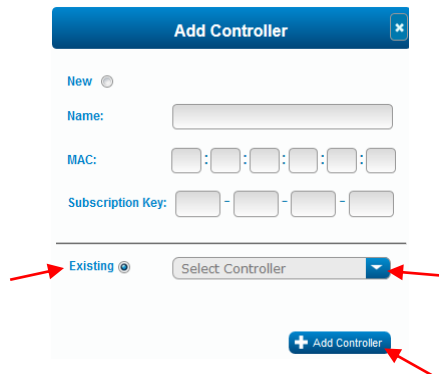 Add Controller ×
New
Name:
MAC: : : : : :
Subscription Key: - - -
Existing Select Controller
Add Controller